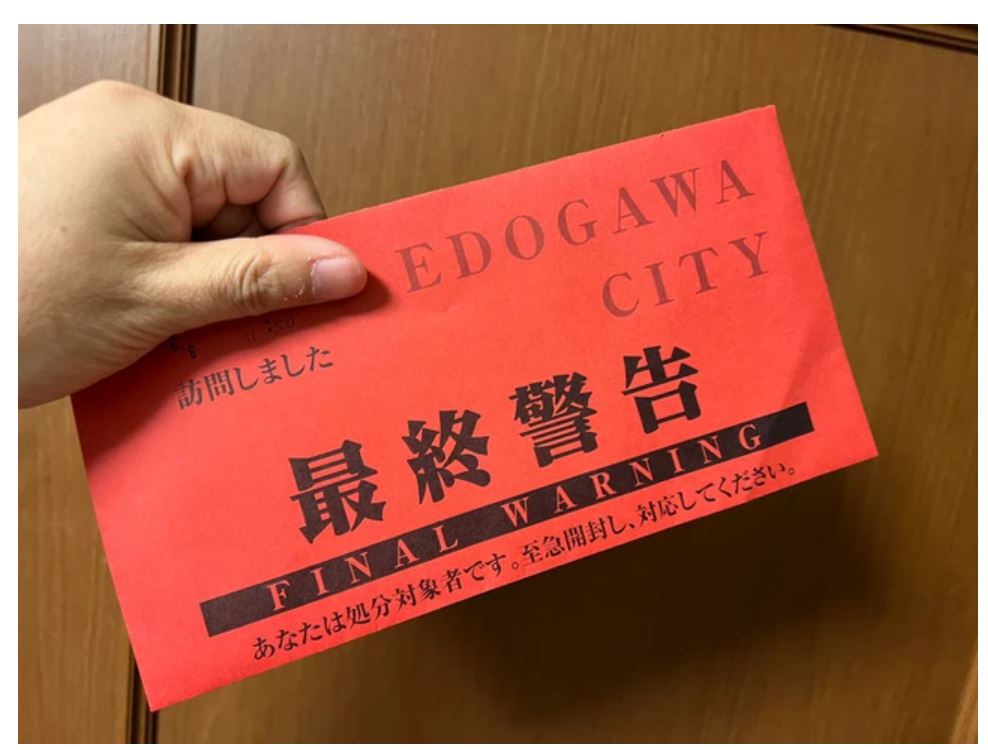 EDOGAWA
CITY
訪問しました
最終警告
FINAL WARNING
あなたは処分対象者です。至急開封し、対応してください。